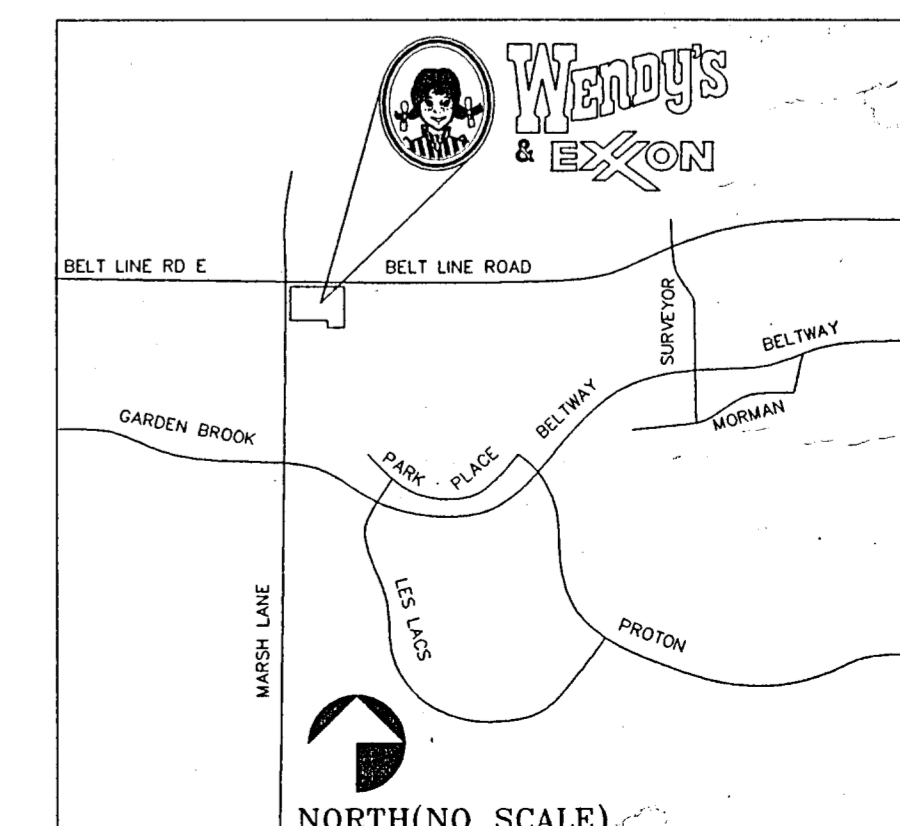 WENDY'S
& EXXON
BELT LINE RD E
BELT LINE ROAD
SURVEYOR
BELTWAY
GARDEN BROOK
BELTWAY
MORMAN
PARK PLACE
LES LACS
MARSH LANE
PROTON
NORTH(NO SCALE)